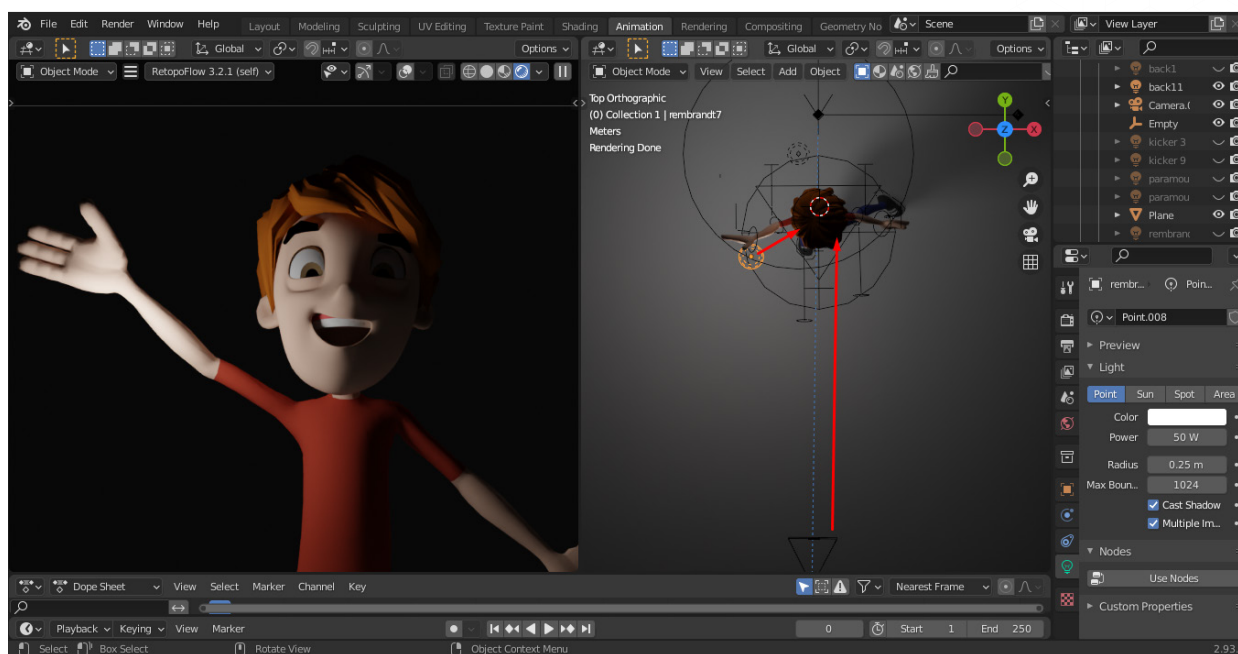 File Edit Render Window Help Layout Modeling Sculpting UV Editing Texture Paint Shading Animation Rendering Compositing Geometry No Scene View Layer
Global Options Global Options
Object Mode RetopoFlow 3.2.1 (self) Object Mode View Select Add Object
Top Orthographic
(0) Collection 1 | rembrandt7
Meters
Rendering Done
Y
Z
X
back1
back11
Camera.(
Empty
kicker 3
kicker 9
paramou
paramou
Plane
rembranc
rembr... Poin...
Point.008
Preview
Light
Point Sun Spot Area
Color
Power 50 W
Radius 0.25 m
Max Boun... 1024
Cast Shadow
Multiple Im...
Nodes
Use Nodes
Custom Properties
Dope Sheet View Select Marker Channel Key Nearest Frame
Playback Keying View Marker 0 Start 1 End 250
Select Box Select Rotate View Object Context Menu 2.93.